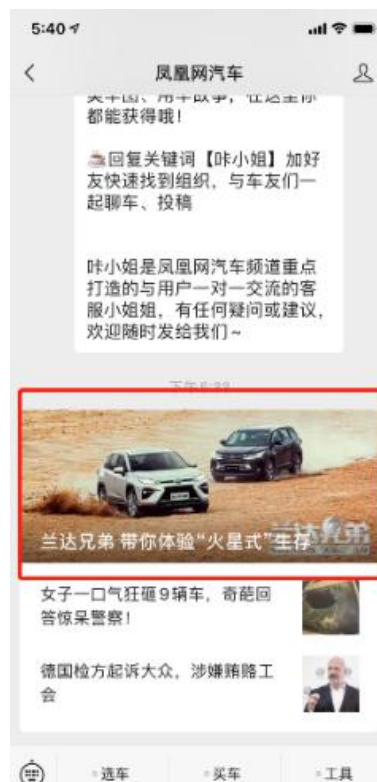 5:40
凤凰网汽车
都能获得哦！
回复关键词【咔小姐】加好
友快速找到组织，与车友们一
起聊车、投稿
咔小姐是凤凰网汽车频道重点
打造的与用户一对一交流的客
服小姐姐，有任何疑问或建议，
欢迎随时发给我们~
兰达兄弟
兰达兄弟 带你体验“火星式”生存
女子一口气狂砸9辆车，奇葩回
答惊呆警察！
德国检方起诉大众，涉嫌贿赂工
会
选车
买车
工具